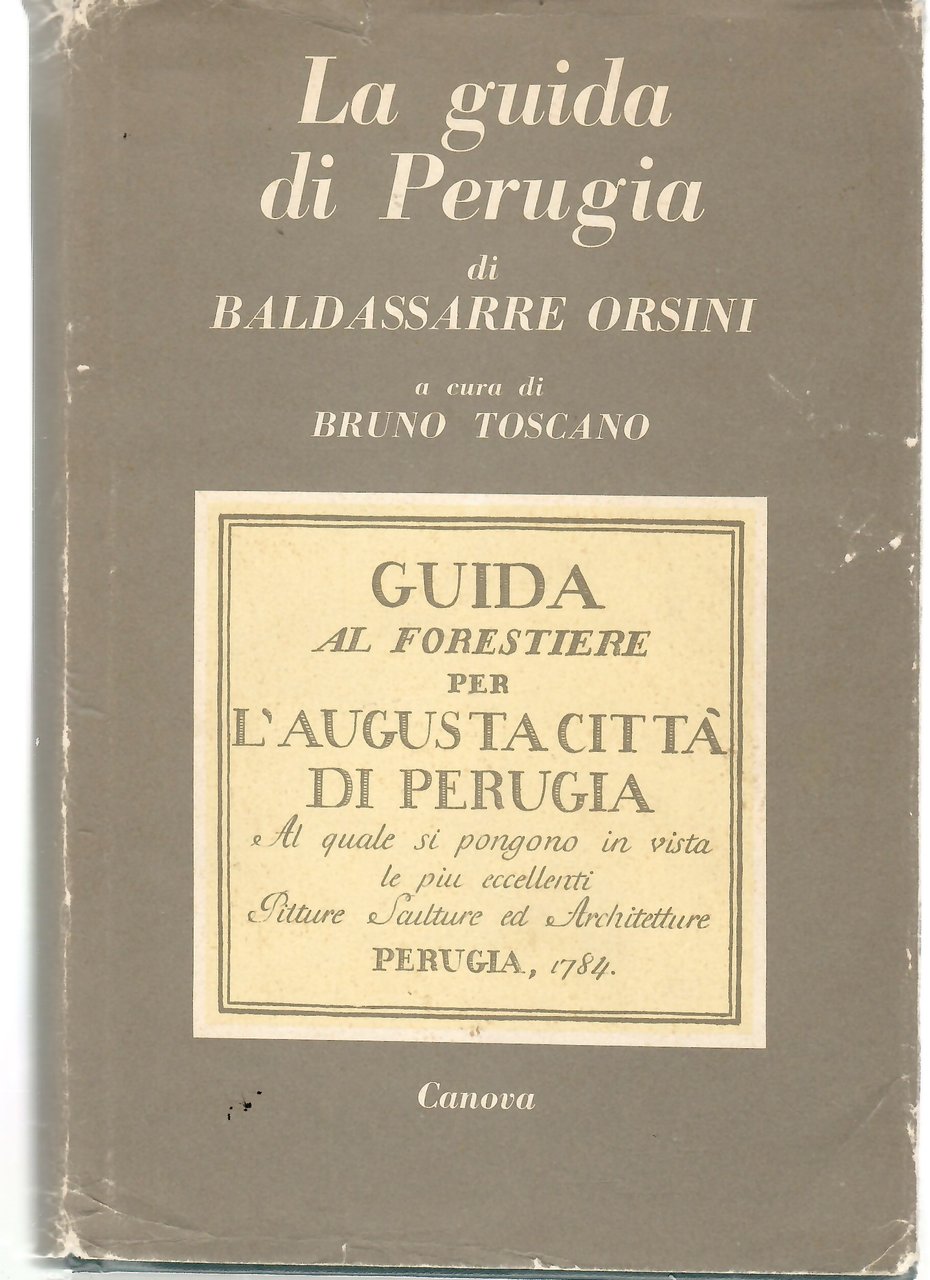 La guida
di Perugia
di
BALDASSARRE ORSINI
a cura di
BRUNO TOSCANO
GUIDA
AL FORESTIERE
PER
L'AUGUSTA CITTÀ
DI PERUGIA
Al quale si pongono in vista
le piu eccellenti
Pitture Sculture ed Architetture
PERUGIA, 1784.
Canova